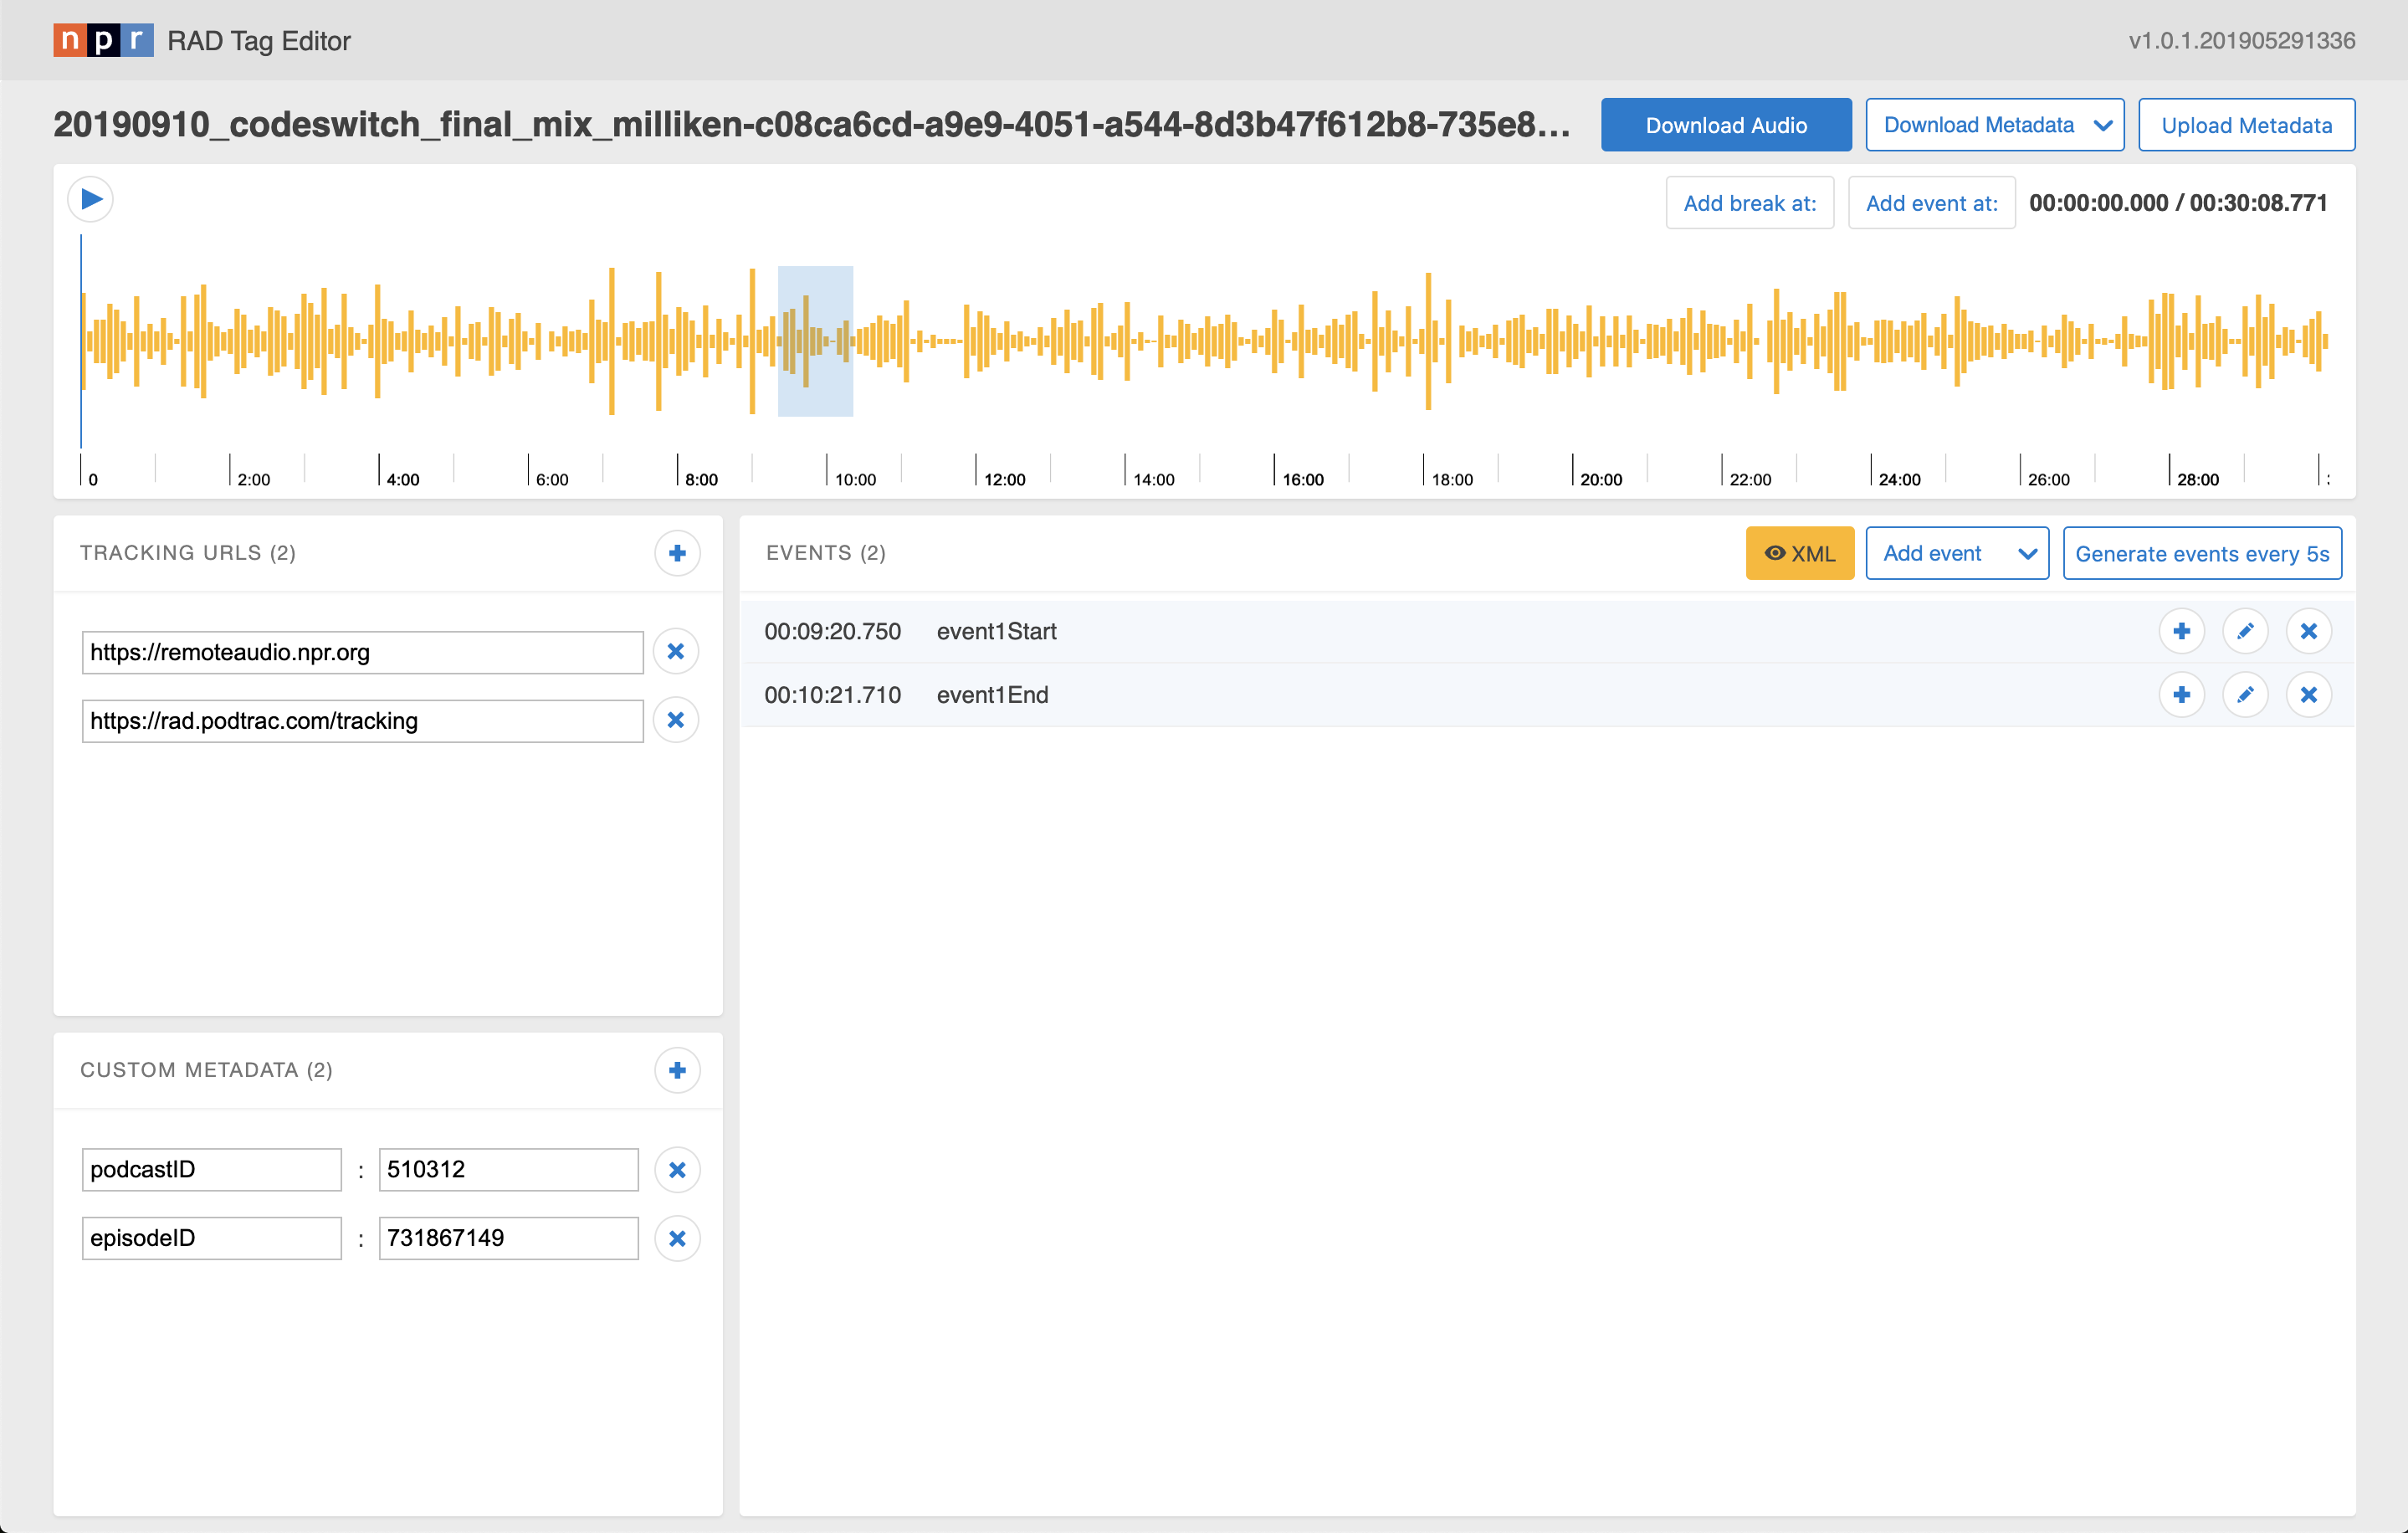 npr RAD Tag Editor
v1.0.1.201905291336
20190910_codeswitch_final_mix_milliken-c08ca6cd-a9e9-4051-a544-8d3b47f612b8-735e8...
Download Audio
Download Metadata
Upload Metadata
Add break at:
Add event at:
00:00:00.000 / 00:30:08.771
0 2:00 4:00 6:00 8:00 10:00 12:00 14:00 16:00 18:00 20:00 22:00 24:00 26:00 28:00
TRACKING URLS (2)
https://remoteaudio.npr.org
https://rad.podtrac.com/tracking
EVENTS (2)
XML
Add event
Generate events every 5s
00:09:20.750 event1Start
00:10:21.710 event1End
CUSTOM METADATA (2)
podcastID : 510312
episodeID : 731867149